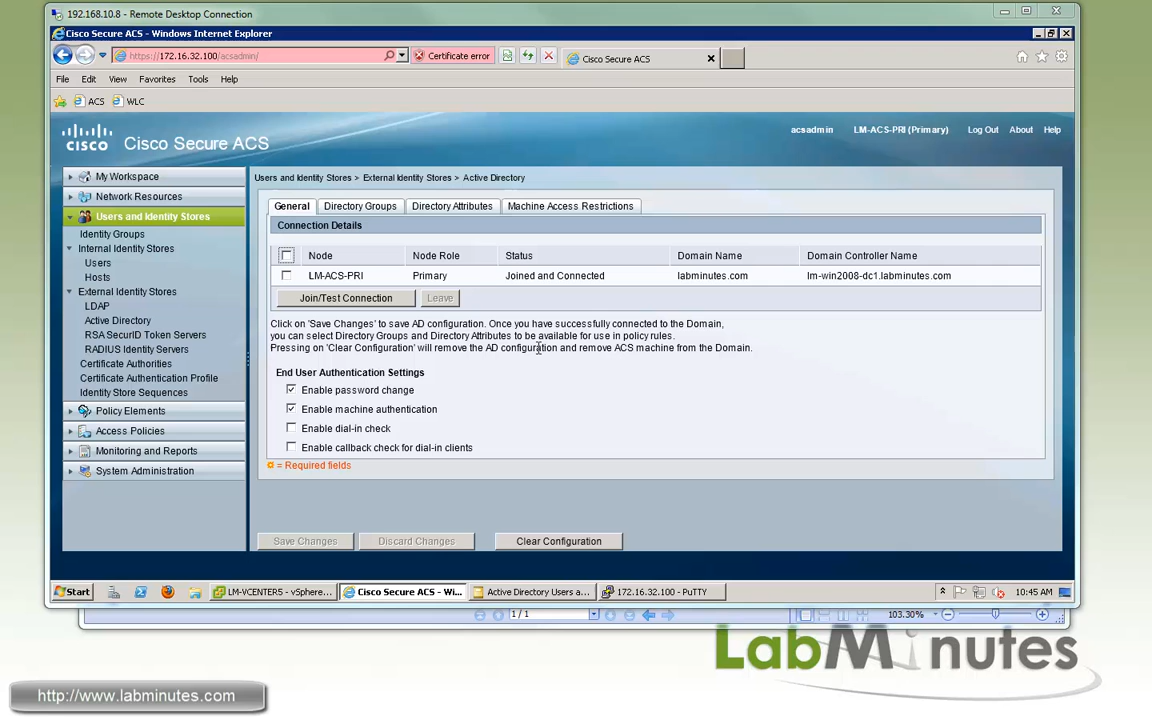 192.168.10.8 - Remote Desktop Connection
Cisco Secure ACS - Windows Internet Explorer
https://172.16.32.100/acsadmin/
Certificate error
Cisco Secure ACS
File Edit View Favorites Tools Help
ACS WLC
cisco Cisco Secure ACS
acsadmin LM-ACS-PRI (Primary) Log Out About Help
My Workspace
Network Resources
Users and Identity Stores
Identity Groups
Internal Identity Stores
Users
Hosts
External Identity Stores
LDAP
Active Directory
RSA SecurID Token Servers
RADIUS Identity Servers
Certificate Authorities
Certificate Authentication Profile
Identity Store Sequences
Policy Elements
Access Policies
Monitoring and Reports
System Administration
Users and Identity Stores > External Identity Stores > Active Directory
General Directory Groups Directory Attributes Machine Access Restrictions
Connection Details
Node Node Role Status Domain Name Domain Controller Name
LM-ACS-PRI Primary Joined and Connected labminutes.com lm-win2008-dc1.labminutes.com
Join/Test Connection Leave
Click on 'Save Changes' to save AD configuration. Once you have successfully connected to the Domain,
you can select Directory Groups and Directory Attributes to be available for use in policy rules.
Pressing on 'Clear Configuration' will remove the AD configuration and remove ACS machine from the Domain.
End User Authentication Settings
Enable password change
Enable machine authentication
Enable dial-in check
Enable callback check for dial-in clients
= Required fields
Save Changes Discard Changes Clear Configuration
Start LM-VCENTER5 - vSphere... Cisco Secure ACS - Wi... Active Directory Users a... 172.16.32.100 - PuTTY 10:45 AM
1 / 1 103.30%
LabMinutes
http://www.labminutes.com